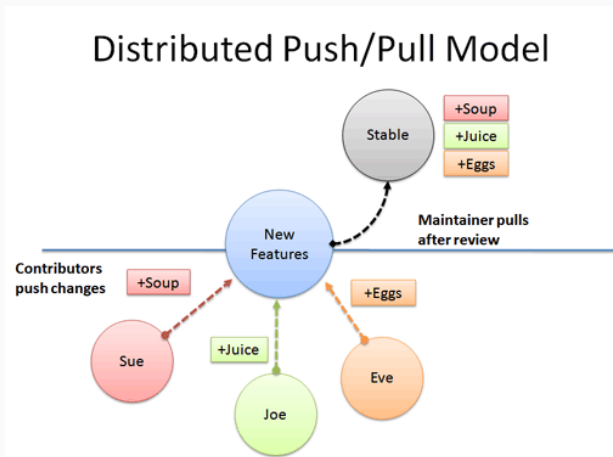 Distributed Push/Pull Model
Stable
+Soup
+Juice
+Eggs
New
Features
Maintainer pulls
after review
Contributors
push changes
+Soup
+Eggs
+Juice
Sue
Joe
Eve